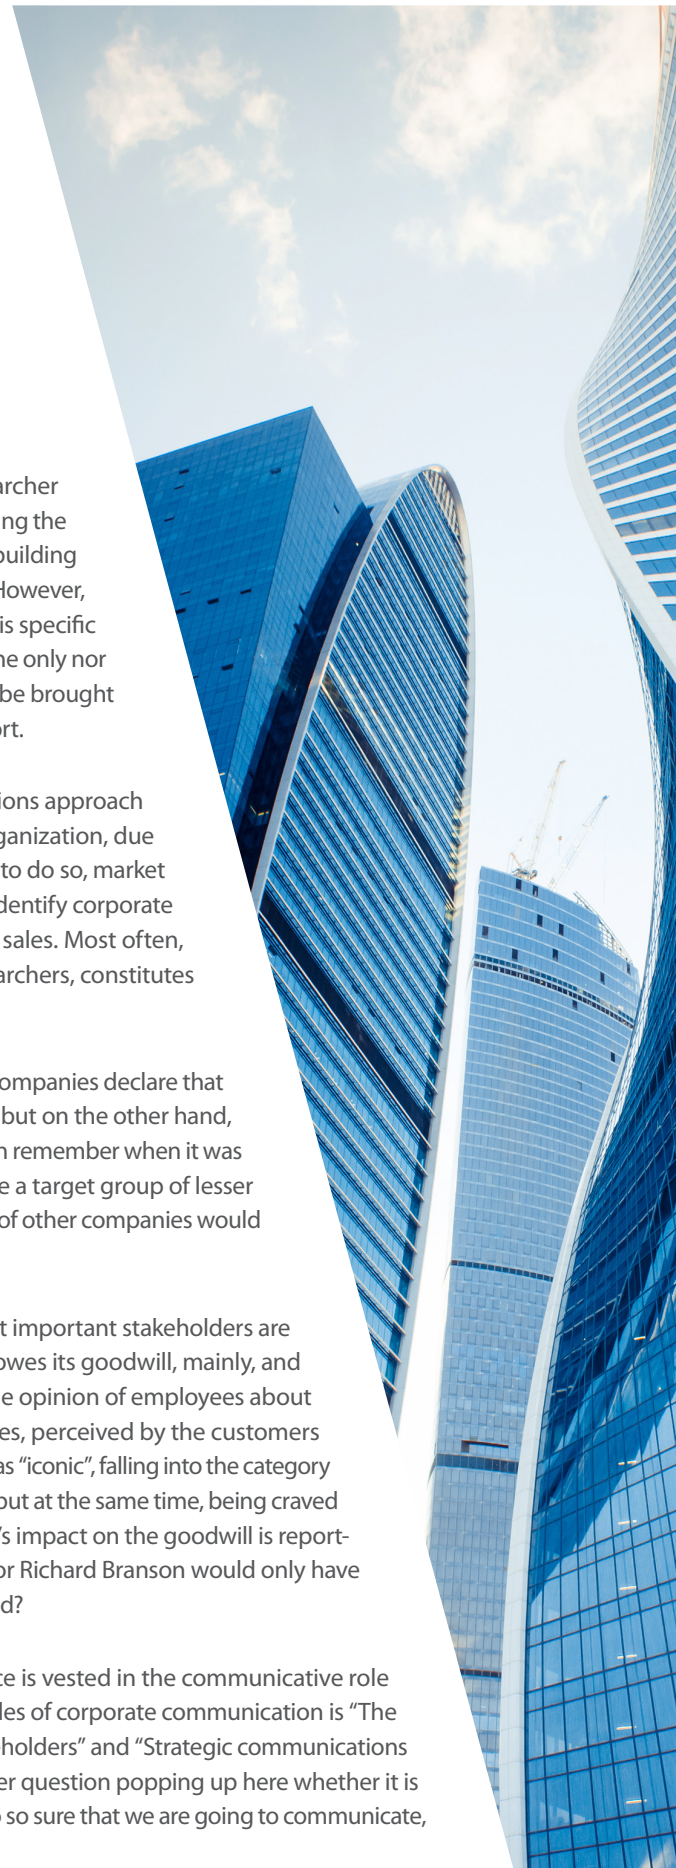 archer
ng the
building
However,
is specific
ne only nor
be brought
rt.
ions approach
ganization, due
to do so, market
dentify corporate
sales. Most often,
archers, constitutes
ompanies declare that
but on the other hand,
n remember when it was
e a target group of lesser
of other companies would
t important stakeholders are
owes its goodwill, mainly, and
e opinion of employees about
es, perceived by the customers
as “iconic”, falling into the category
but at the same time, being craved
’s impact on the goodwill is report-
or Richard Branson would only have
d?
ce is vested in the communicative role
les of corporate communication is “The
eholders” and “Strategic communications
er question popping up here whether it is
o so sure that we are going to communicate,